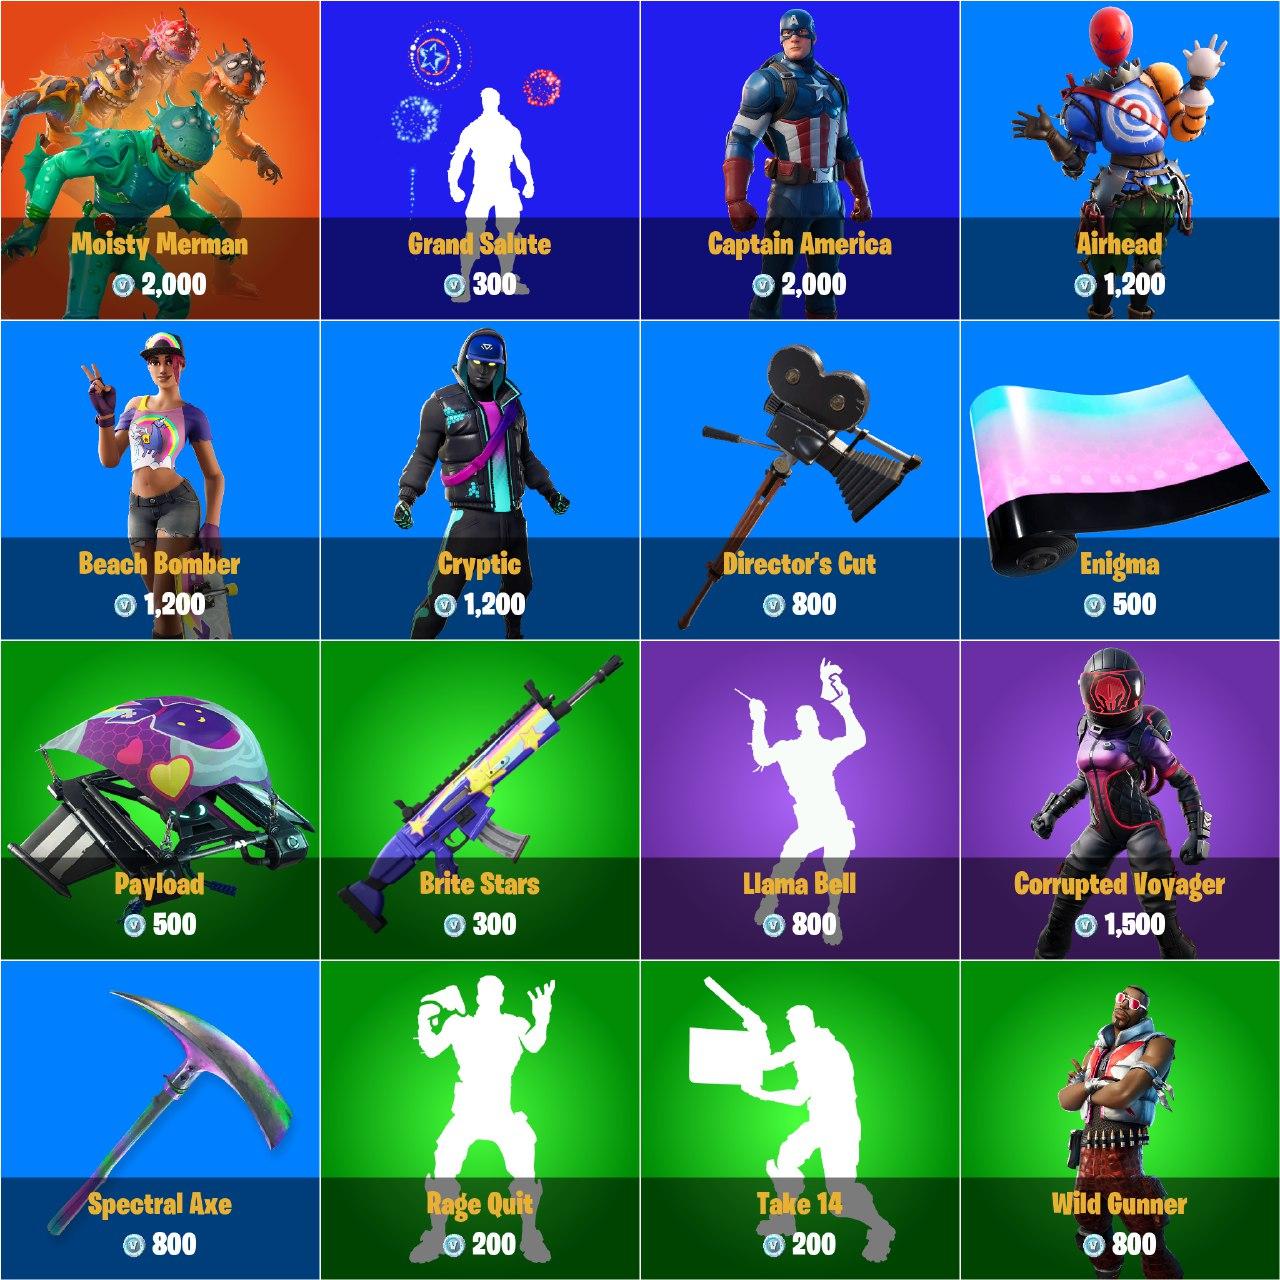 Moisty Merman
2,000
Grand Salute
300
Captain America
2,000
Airhead
1,200
Beach Bomber
1,200
Cryptic
1,200
Director's Cut
800
Enigma
500
Payload
500
Brite Stars
300
Llama Bell
800
Corrupted Voyager
1,500
Spectral Axe
800
Rage Quit
200
Take 14
200
Wild Gunner
800